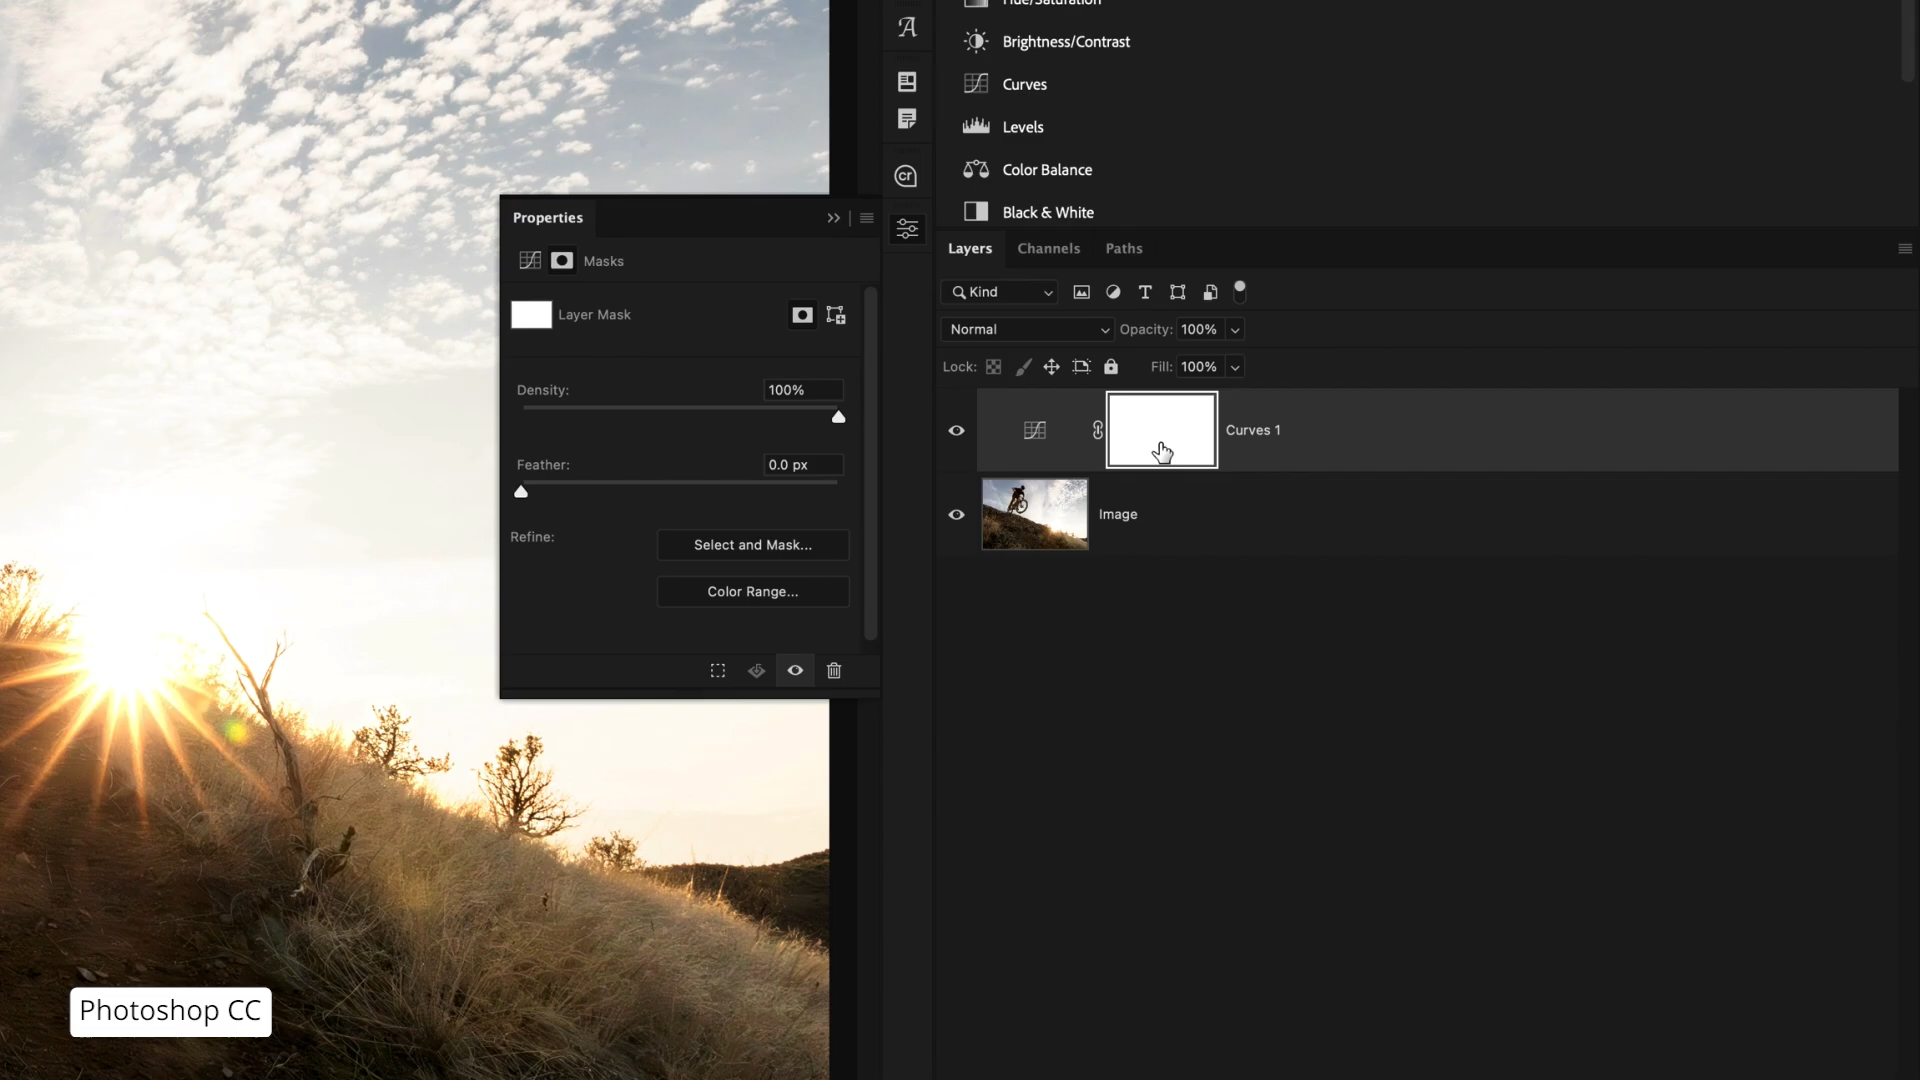 Hue/Saturation
Brightness/Contrast
Curves
Levels
Color Balance
Black & White
Properties
Masks
Layer Mask
Density:
100%
Feather:
0.0 px
Refine:
Select and Mask...
Color Range...
Layers
Channels
Paths
Kind
Normal
Opacity:
100%
Lock:
Fill:
100%
Curves 1
Image
Photoshop CC